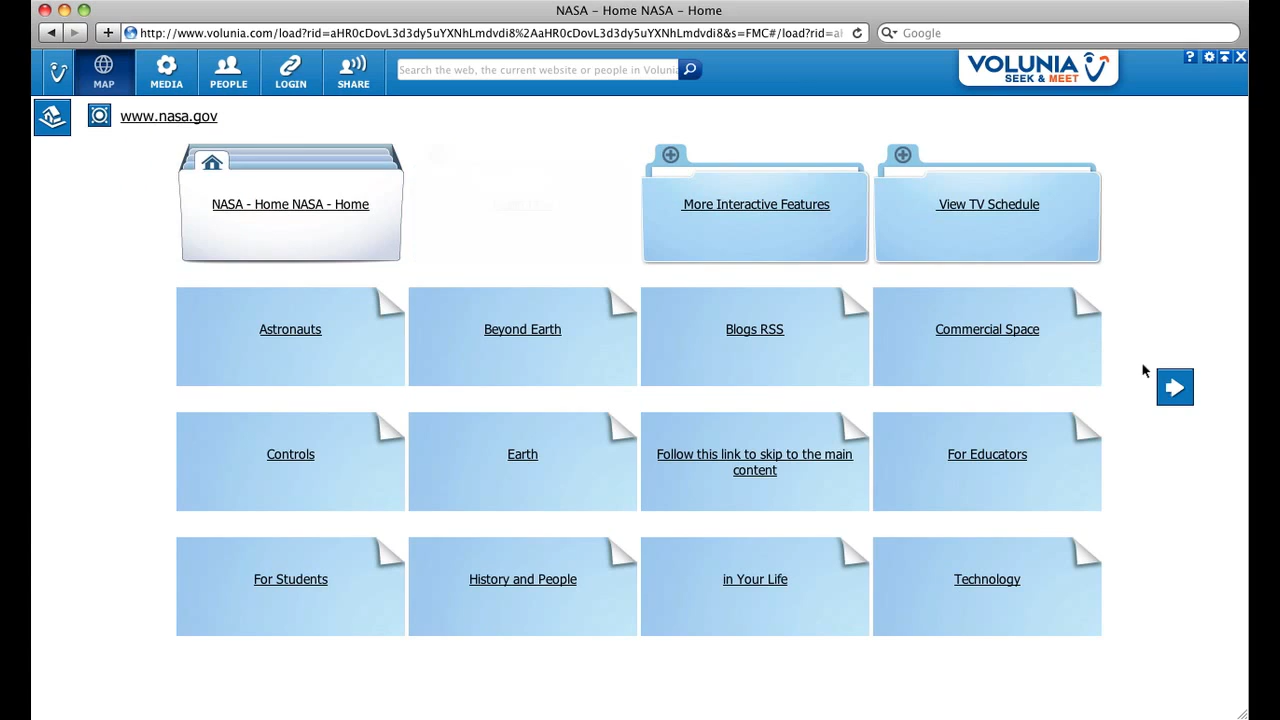 NASA - Home NASA - Home
http://www.volunia.com/load?rid=aHR0cDovL3d3dy5uYXNhLmdvdi8%2AaHR0cDovL3d3dy5uYXNhLmdvdi8&s=FMC#/load?rid=al
Google
MAP
MEDIA
PEOPLE
LOGIN
SHARE
Search the web, the current website or people in Voluni
VOLUNIA
SEEK & MEET
?
www.nasa.gov
NASA - Home NASA - Home
More Interactive Features
View TV Schedule
Astronauts
Beyond Earth
Blogs RSS
Commercial Space
Controls
Earth
Follow this link to skip to the main
content
For Educators
For Students
History and People
in Your Life
Technology